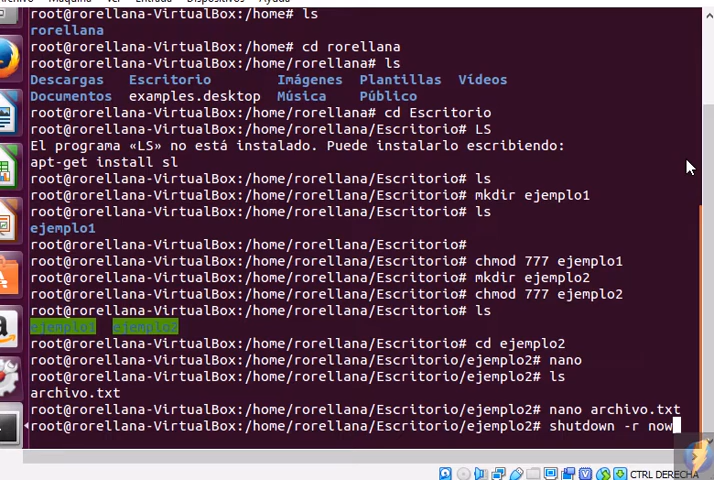 Máquina Ver Entrada Dispositivos Ayuda
root@rorellana-VirtualBox:/home# ls
rorellana
root@rorellana-VirtualBox:/home# cd rorellana
root@rorellana-VirtualBox:/home/rorellana# ls
Descargas Escritorio Imágenes Plantillas Vídeos
Documentos examples.desktop Música Público
root@rorellana-VirtualBox:/home/rorellana# cd Escritorio
root@rorellana-VirtualBox:/home/rorellana/Escritorio# LS
El programa «LS» no está instalado. Puede instalarlo escribiendo:
apt-get install sl
root@rorellana-VirtualBox:/home/rorellana/Escritorio# ls
root@rorellana-VirtualBox:/home/rorellana/Escritorio# mkdir ejemplo1
root@rorellana-VirtualBox:/home/rorellana/Escritorio# ls
ejemplo1
root@rorellana-VirtualBox:/home/rorellana/Escritorio#
root@rorellana-VirtualBox:/home/rorellana/Escritorio# chmod 777 ejemplo1
root@rorellana-VirtualBox:/home/rorellana/Escritorio# mkdir ejemplo2
root@rorellana-VirtualBox:/home/rorellana/Escritorio# chmod 777 ejemplo2
root@rorellana-VirtualBox:/home/rorellana/Escritorio# ls
ejemplo1 ejemplo2
root@rorellana-VirtualBox:/home/rorellana/Escritorio# cd ejemplo2
root@rorellana-VirtualBox:/home/rorellana/Escritorio/ejemplo2# nano
root@rorellana-VirtualBox:/home/rorellana/Escritorio/ejemplo2# ls
archivo.txt
root@rorellana-VirtualBox:/home/rorellana/Escritorio/ejemplo2# nano archivo.txt
root@rorellana-VirtualBox:/home/rorellana/Escritorio/ejemplo2# shutdown -r now
CTRL DERECHA